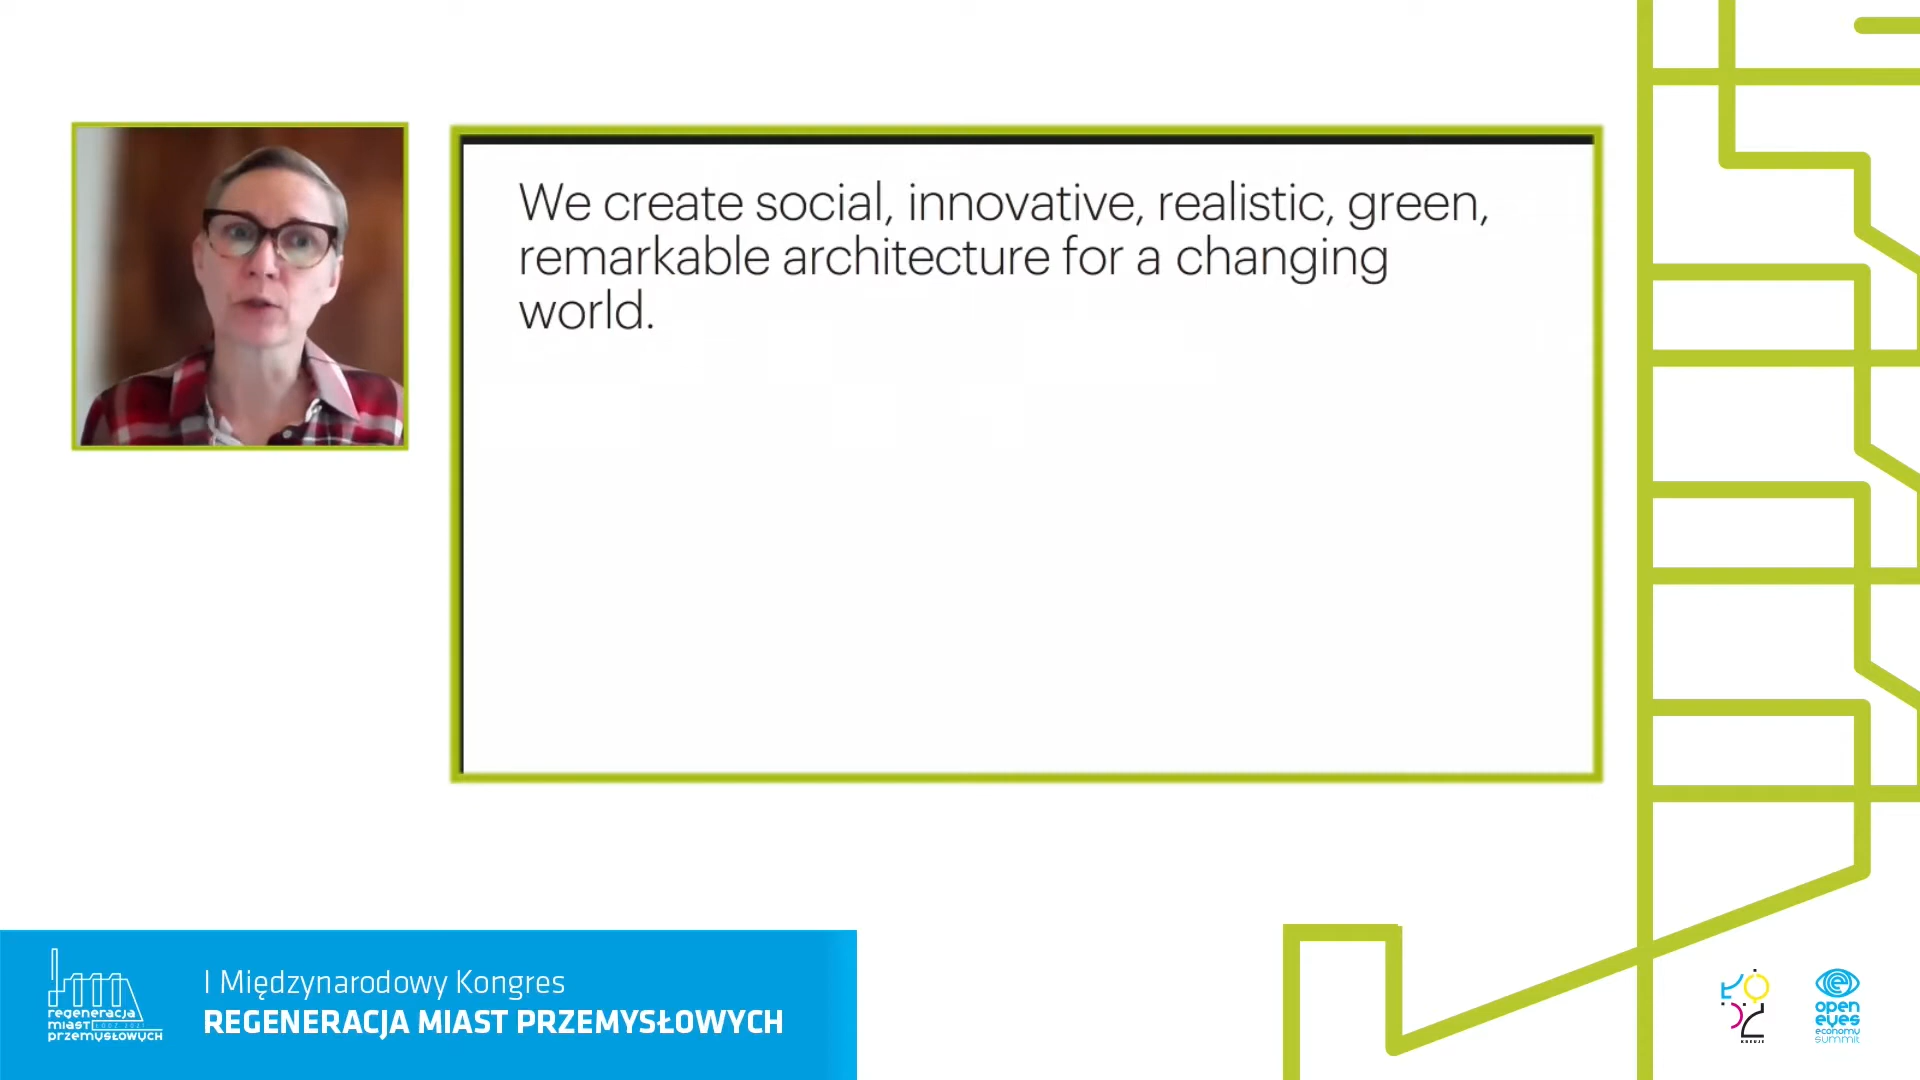 We create social, innovative, realistic, green,
remarkable architecture for a changing
world.
I Międzynarodowy Kongres
REGENERACJA MIAST PRZEMYSŁOWYCH
regeneracja
miast
przemysłowych
open
eyes
economy
summit